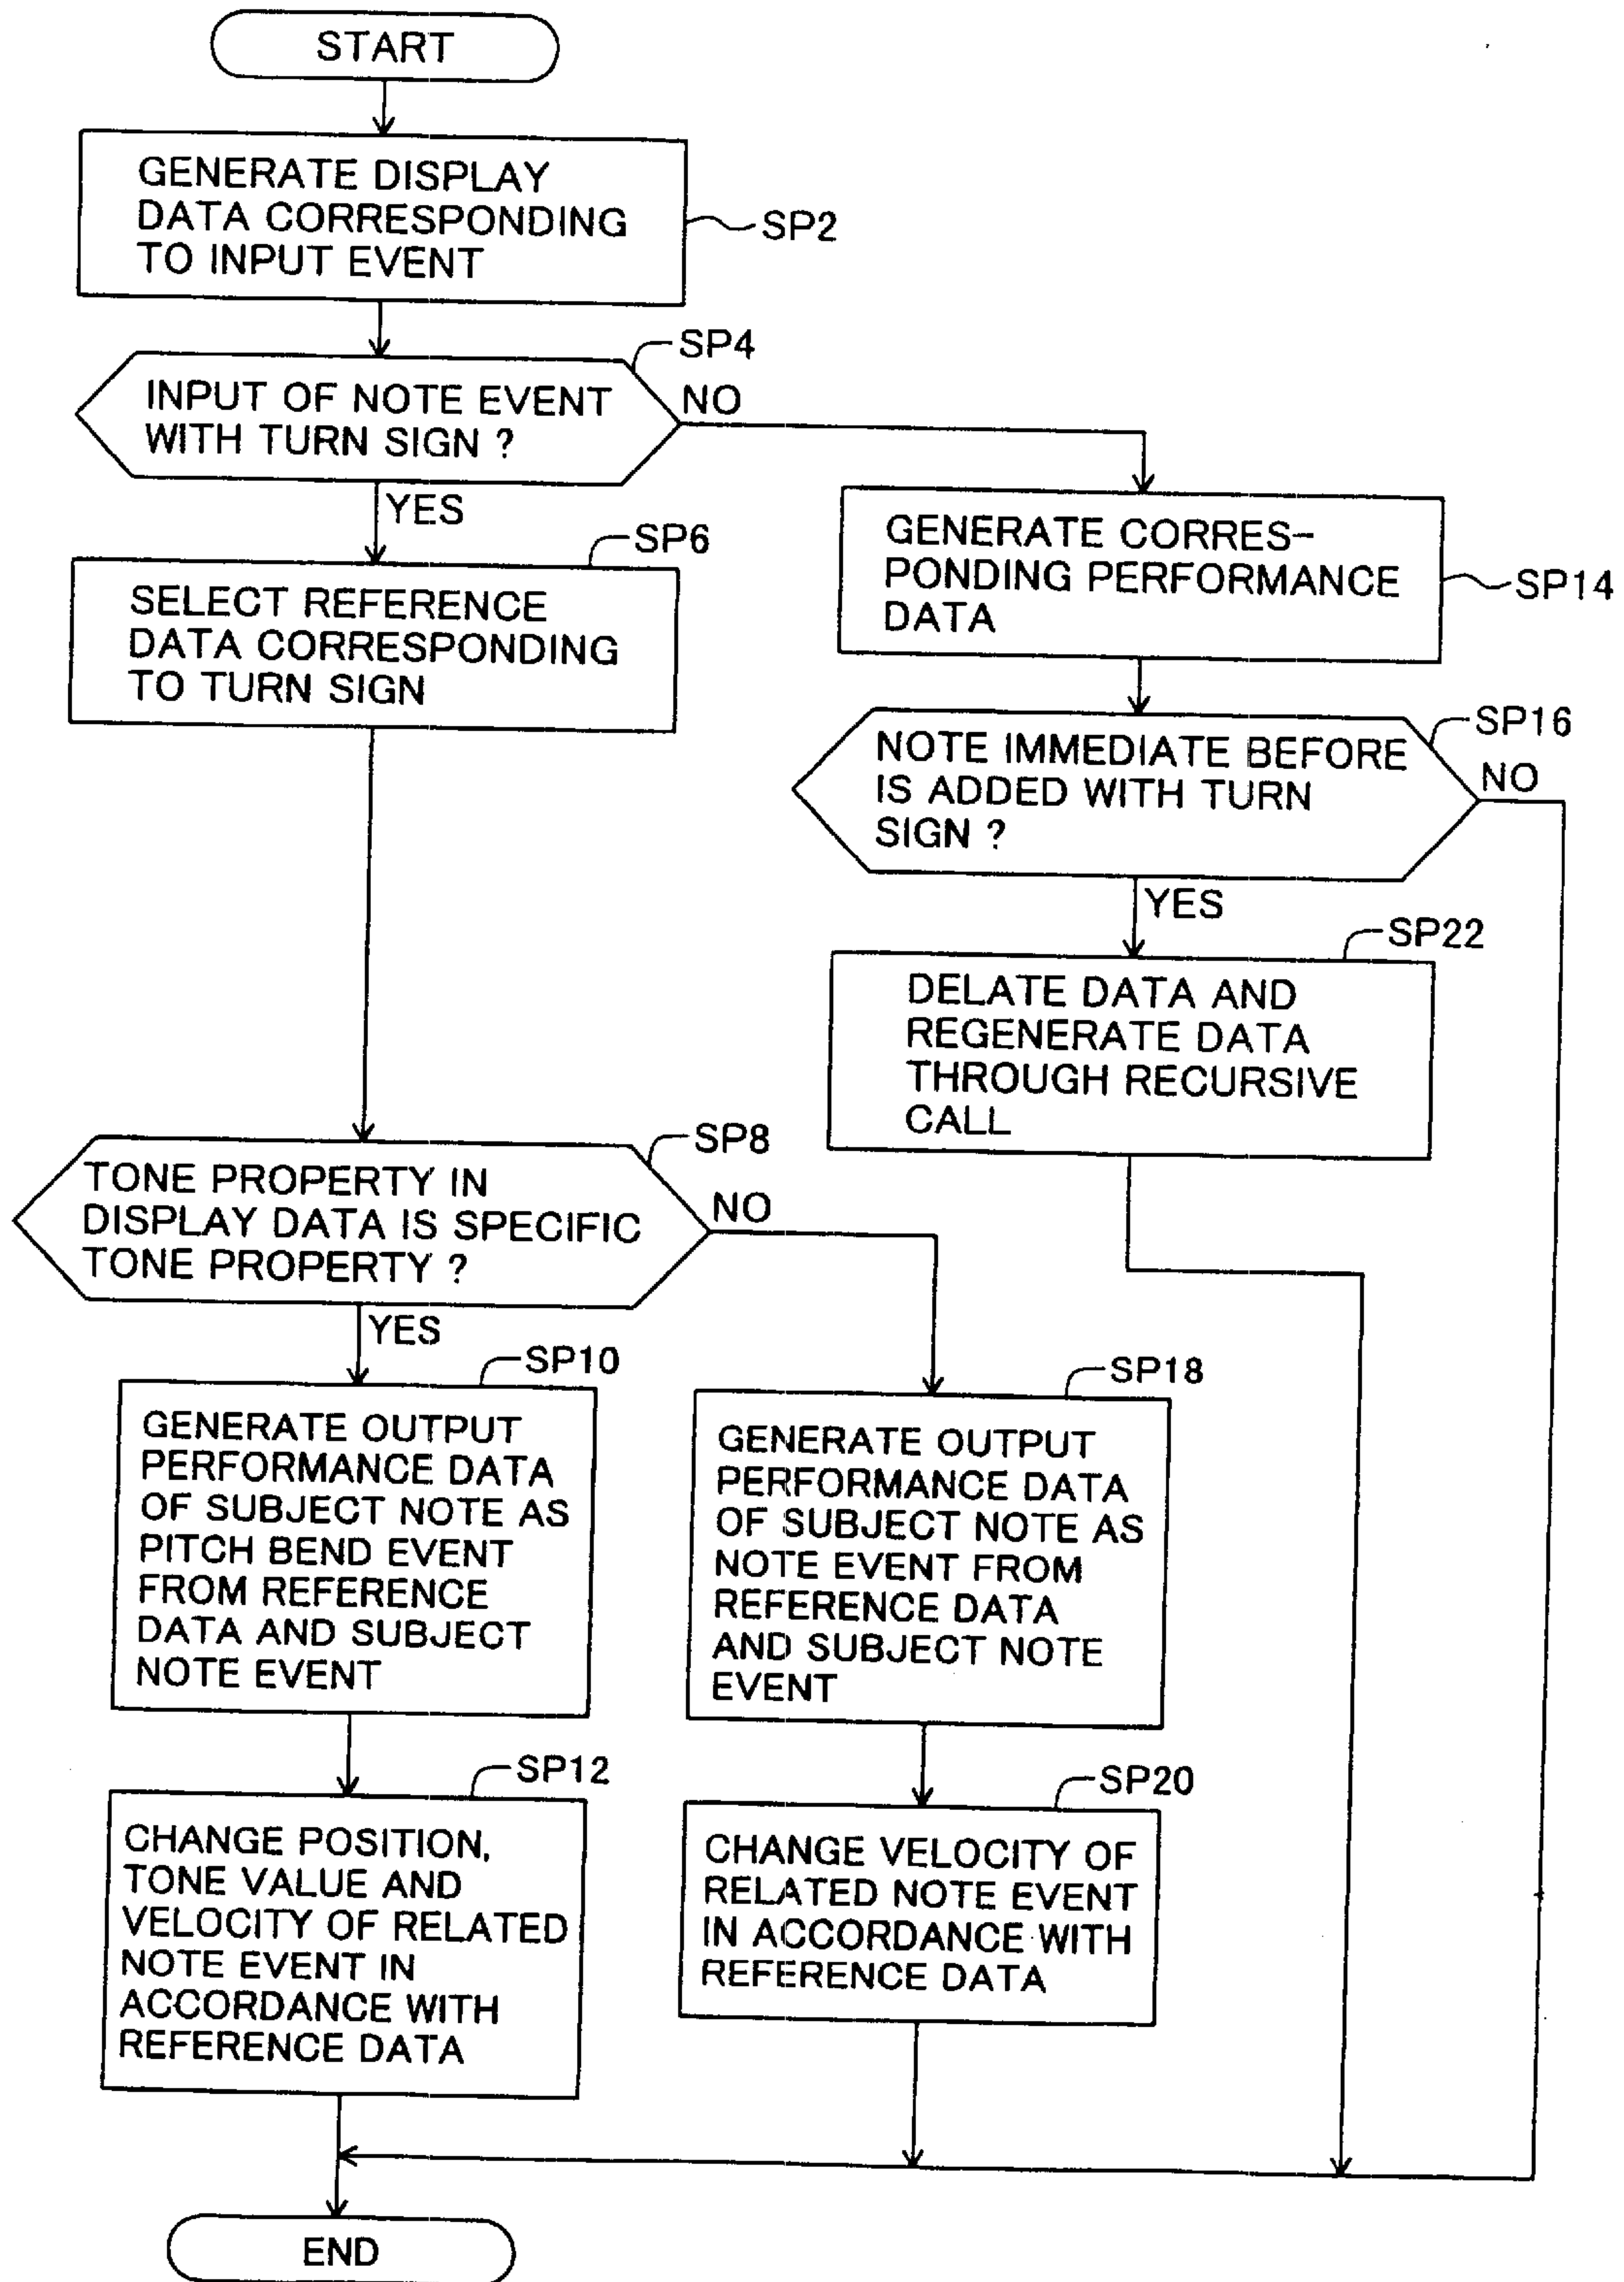 START
GENERATE DISPLAY
DATA CORRESPONDING
TO INPUT EVENT
SP2
SP4
INPUT OF NOTE EVENT
WITH TURN SIGN ?
NO
YES
SP6
SELECT REFERENCE
DATA CORRESPONDING
TO TURN SIGN
GENERATE CORRES-
PONDING PERFORMANCE
DATA
SP14
SP16
NOTE IMMEDIATE BEFORE
IS ADDED WITH TURN
SIGN ?
NO
YES
SP22
DELATE DATA AND
REGENERATE DATA
THROUGH RECURSIVE
CALL
SP8
TONE PROPERTY IN
DISPLAY DATA IS SPECIFIC
TONE PROPERTY ?
NO
YES
SP10
GENERATE OUTPUT
PERFORMANCE DATA
OF SUBJECT NOTE AS
PITCH BEND EVENT
FROM REFERENCE
DATA AND SUBJECT
NOTE EVENT
SP18
GENERATE OUTPUT
PERFORMANCE DATA
OF SUBJECT NOTE AS
NOTE EVENT FROM
REFERENCE DATA
AND SUBJECT NOTE
EVENT
SP12
CHANGE POSITION,
TONE VALUE AND
VELOCITY OF RELATED
NOTE EVENT IN
ACCORDANCE WITH
REFERENCE DATA
SP20
CHANGE VELOCITY OF
RELATED NOTE EVENT
IN ACCORDANCE WITH
REFERENCE DATA
END